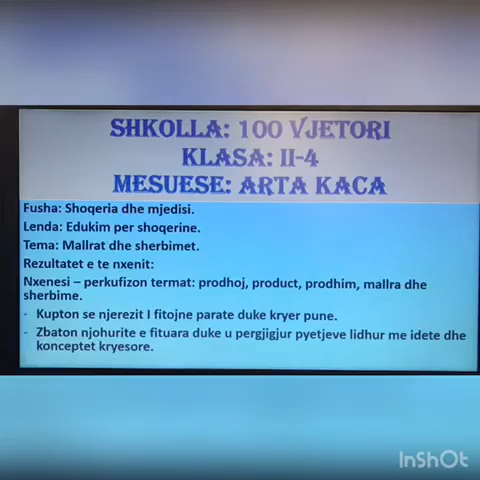 SHKOLLA: 100 VJETORI
KLASA: II-4
MESUESE: ARTA KACA
Fusha: Shoqeria dhe mjedisi.
Lenda: Edukim per shoqerine.
Tema: Mallrat dhe sherbimet.
Rezultatet e te nxenit:
Nxenesi – perkufizon termat: prodhoj, product, prodhim, mallra dhe
sherbime.
- Kupton se njerezit I fitojne parate duke kryer pune.
- Zbaton njohurite e fituara duke u pergjigjur pyetjeve lidhur me idete dhe
konceptet kryesore.
InShOt